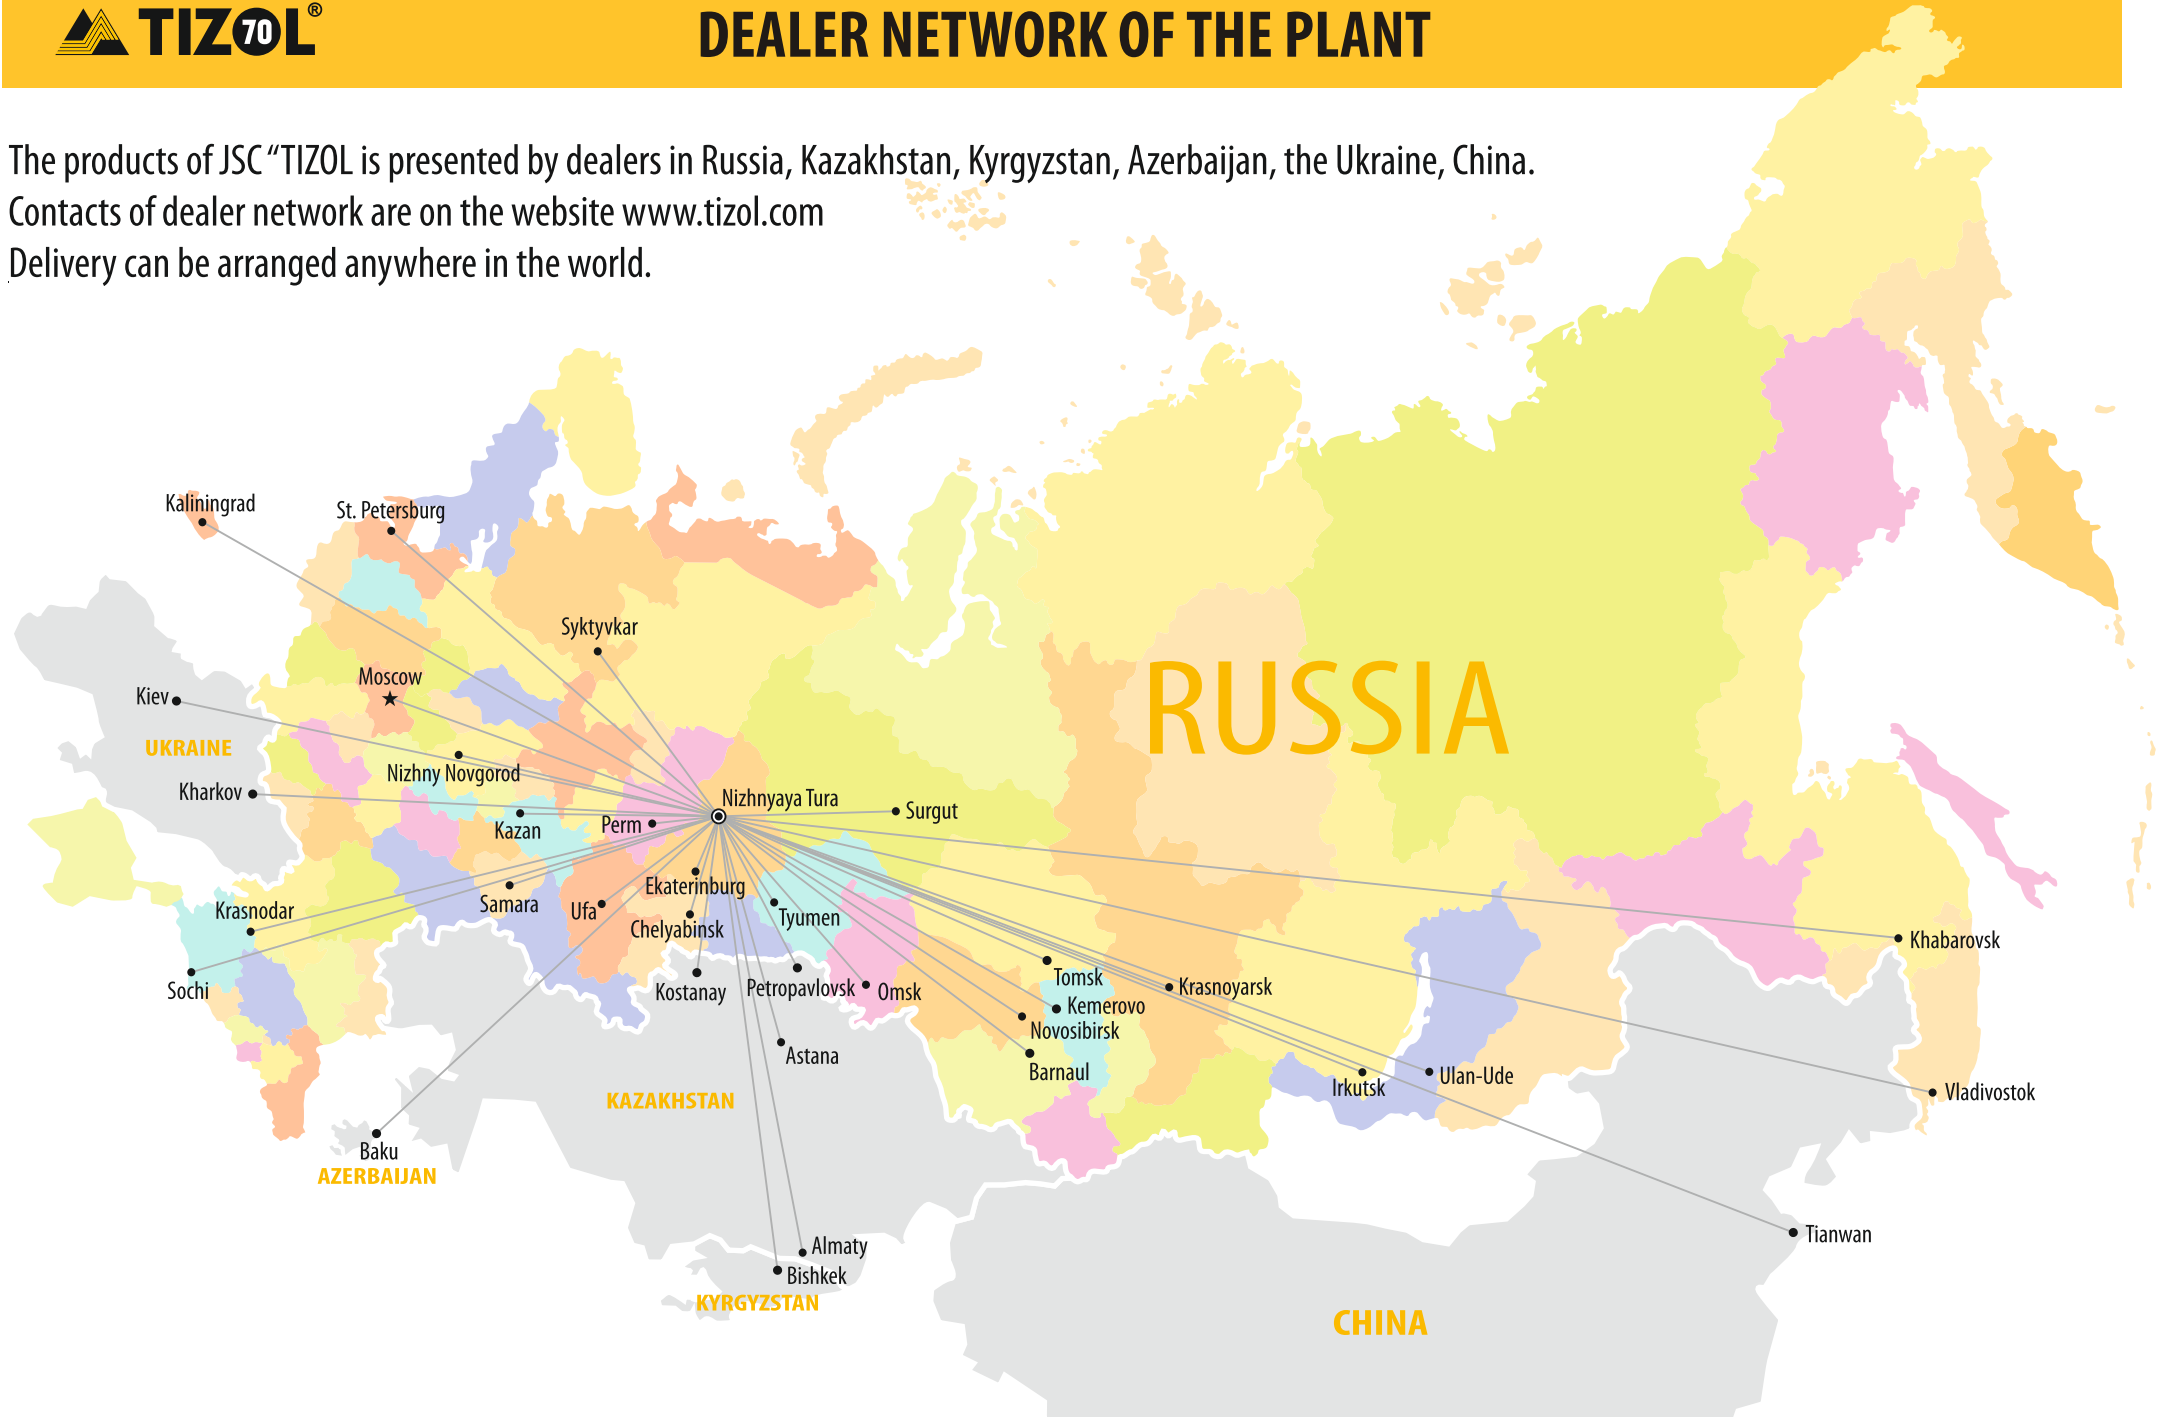 TIZOL®
70
DEALER NETWORK OF THE PLANT
The products of JSC “TIZOL is presented by dealers in Russia, Kazakhstan, Kyrgyzstan, Azerbaijan, the Ukraine, China.
Contacts of dealer network are on the website www.tizol.com
Delivery can be arranged anywhere in the world.
Kaliningrad
St. Petersburg
Syktyvkar
Moscow
RUSSIA
Kiev
UKRAINE
Nizhny Novgorod
Kharkov
Nizhnyaya Tura
Surgut
Kazan
Perm
Ekaterinburg
Samara
Ufa
Krasnodar
Tyumen
Chelyabinsk
Khabarovsk
Sochi
Kostanay
Petropavlovsk
Omsk
Tomsk
Krasnoyarsk
Kemerovo
Novosibirsk
Astana
Barnaul
Irkutsk
Ulan-Ude
Vladivostok
KAZAKHSTAN
Baku
AZERBAIJAN
Tianwan
Almaty
Bishkek
KYRGYZSTAN
CHINA